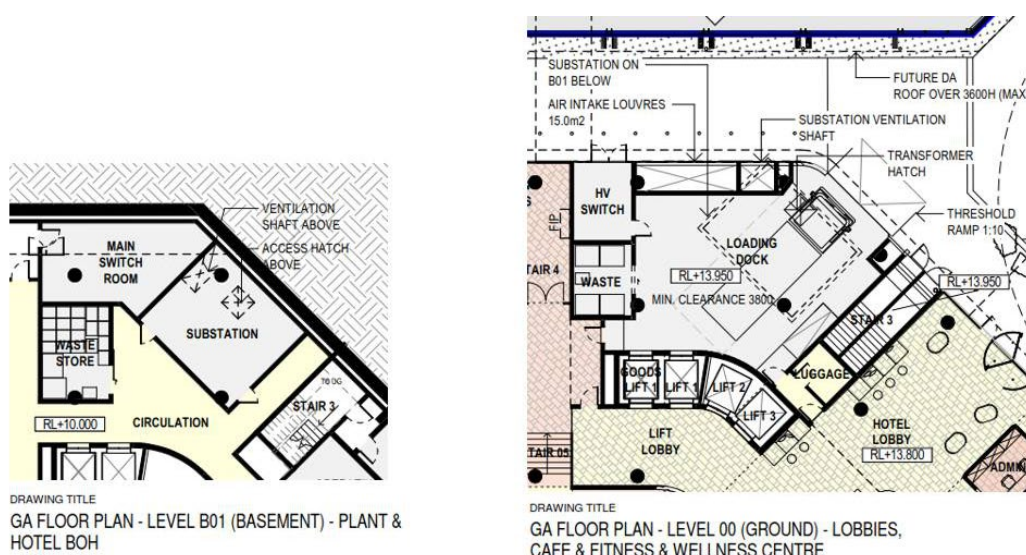 VENTILATION
SHAFT ABOVE
ACCESS HATCH
ABOVE
MAIN
SWITCH
ROOM
SUBSTATION
WASTE
STORE
STAIR 3
RL+10.000
CIRCULATION
DRAWING TITLE
GA FLOOR PLAN - LEVEL B01 (BASEMENT) - PLANT &
HOTEL BOH
SUBSTATION ON
B01 BELOW
AIR INTAKE LOUVRES
15.0m2
FUTURE DA
ROOF OVER 3600H (MAX
SUBSTATION VENTILATION
SHAFT
TRANSFORMER
HATCH
THRESHOLD
RAMP 1:10
HV
SWITCH
FIP
LOADING
DOCK
RL+13.950
RL+13.950
TAIR 4
WASTE
MIN. CLEARANCE 3800
STAIR 3
GOODS
LIFT 1
LIFT 1
LIFT 2
LIFT 3
LUGGAGE
LIFT
LOBBY
HOTEL
LOBBY
RL+13.800
TAIR 05
ADMIN
DRAWING TITLE
GA FLOOR PLAN - LEVEL 00 (GROUND) - LOBBIES,
CAFE & FITNESS & WELLNESS CENTRE